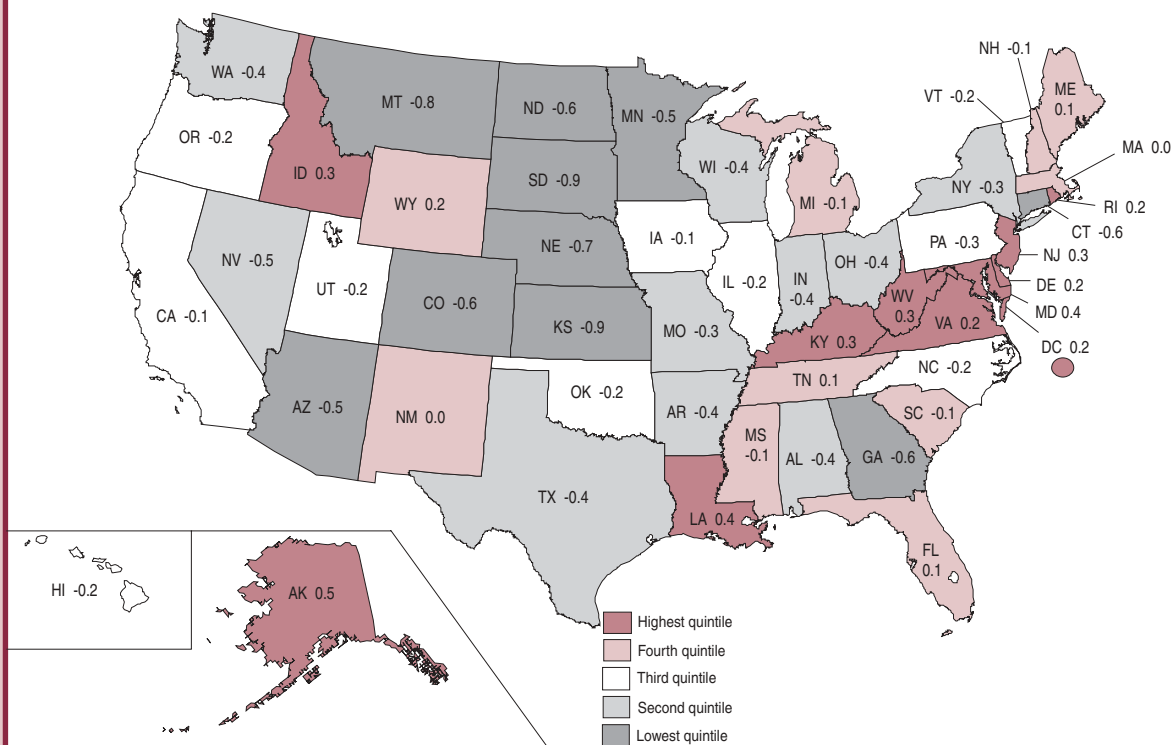 NH -0.1
WA -0.4
ME
0.1
VT -0.2
MT -0.8
ND -0.6
MN -0.5
OR -0.2
MA 0.0
WI -0.4
ID 0.3
SD -0.9
NY -0.3
WY 0.2
MI -0.1
RI 0.2
CT -0.6
IA -0.1
PA -0.3
NE -0.7
NJ 0.3
NV -0.5
OH -0.4
IL -0.2
IN
-0.4
DE 0.2
UT -0.2
CO -0.6
WV
0.3
MD 0.4
CA -0.1
KS -0.9
MO -0.3
VA 0.2
KY 0.3
DC 0.2
NC -0.2
TN 0.1
OK -0.2
AZ -0.5
NM 0.0
AR -0.4
SC -0.1
MS
-0.1
AL -0.4
GA -0.6
TX -0.4
LA 0.4
FL
0.1
HI -0.2
AK 0.5
Highest quintile
Fourth quintile
Third quintile
Second quintile
Lowest quintile